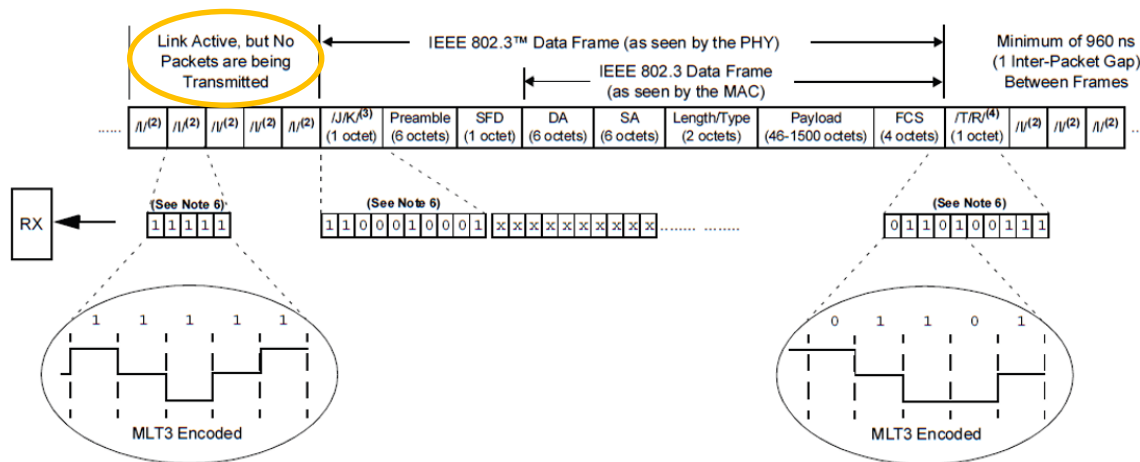 Link Active, but No
Packets are being
Transmitted
IEEE 802.3™ Data Frame (as seen by the PHY)
IEEE 802.3 Data Frame
(as seen by the MAC)
Minimum of 960 ns
(1 Inter-Packet Gap)
Between Frames
...... /I/(2) /I/(2) /I/(2) /I/(2) /I/(2) /J/K/(3) Preamble SFD DA SA Length/Type Payload FCS /T/R/(4) /I/(2) /I/(2) /I/(2) ..
(1 octet) (6 octets) (1 octet) (6 octets) (6 octets) (2 octets) (46-1500 octets) (4 octets) (1 octet)
(See Note 6) (See Note 6) (See Note 6)
RX 1 1 1 1 1 1 1 0 0 0 1 0 0 0 1 x x x x x x x x x x ........ ........ 0 1 1 0 1 0 0 1 1 1
1 1 1 1 1
0 1 1 0 1
MLT3 Encoded
MLT3 Encoded